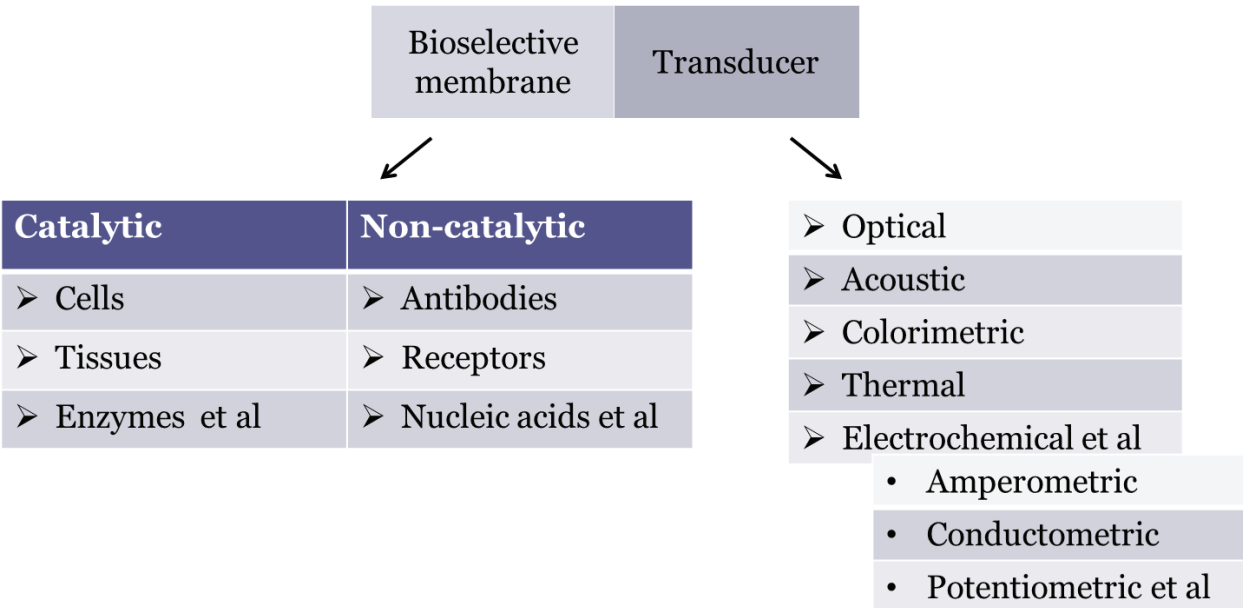 Bioselective
membrane
Transducer
Catalytic
Non-catalytic
➢ Cells
➢ Antibodies
➢ Tissues
➢ Receptors
➢ Enzymes et al
➢ Nucleic acids et al
➢ Optical
➢ Acoustic
➢ Colorimetric
➢ Thermal
➢ Electrochemical et al
• Amperometric
• Conductometric
• Potentiometric et al